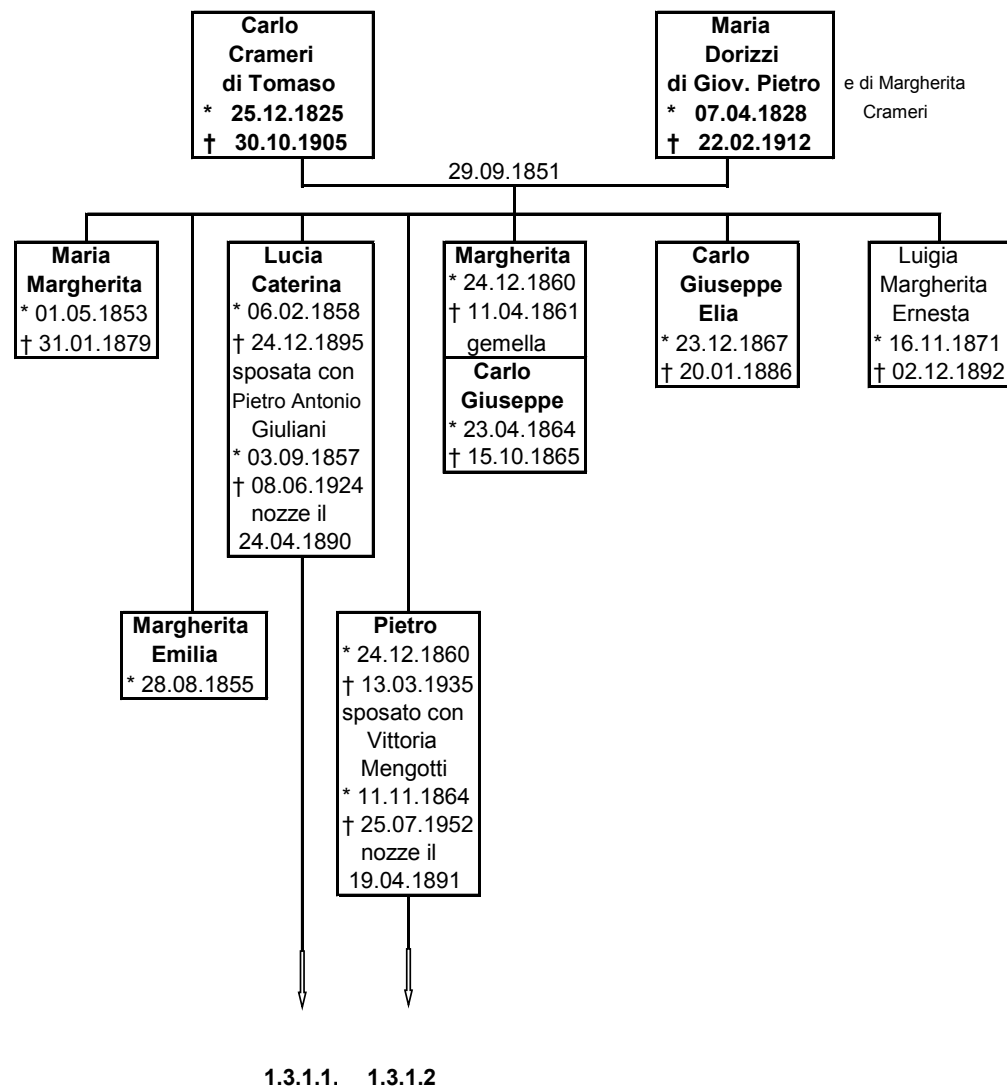 Carlo
Crameri
di Tomaso
* 25.12.1825
† 30.10.1905
Maria
Dorizzi
di Giov. Pietro
* 07.04.1828
† 22.02.1912
e di Margherita
Crameri
29.09.1851
Maria
Margherita
* 01.05.1853
† 31.01.1879
Lucia
Caterina
* 06.02.1858
† 24.12.1895
sposata con
Pietro Antonio
Giuliani
* 03.09.1857
† 08.06.1924
nozze il
24.04.1890
Margherita
* 24.12.1860
† 11.04.1861
gemella
Carlo
Giuseppe
* 23.04.1864
† 15.10.1865
Carlo
Giuseppe
Elia
* 23.12.1867
† 20.01.1886
Luigia
Margherita
Ernesta
* 16.11.1871
† 02.12.1892
Margherita
Emilia
* 28.08.1855
Pietro
* 24.12.1860
† 13.03.1935
sposato con
Vittoria
Mengotti
* 11.11.1864
† 25.07.1952
nozze il
19.04.1891
1.3.1.1. 1.3.1.2